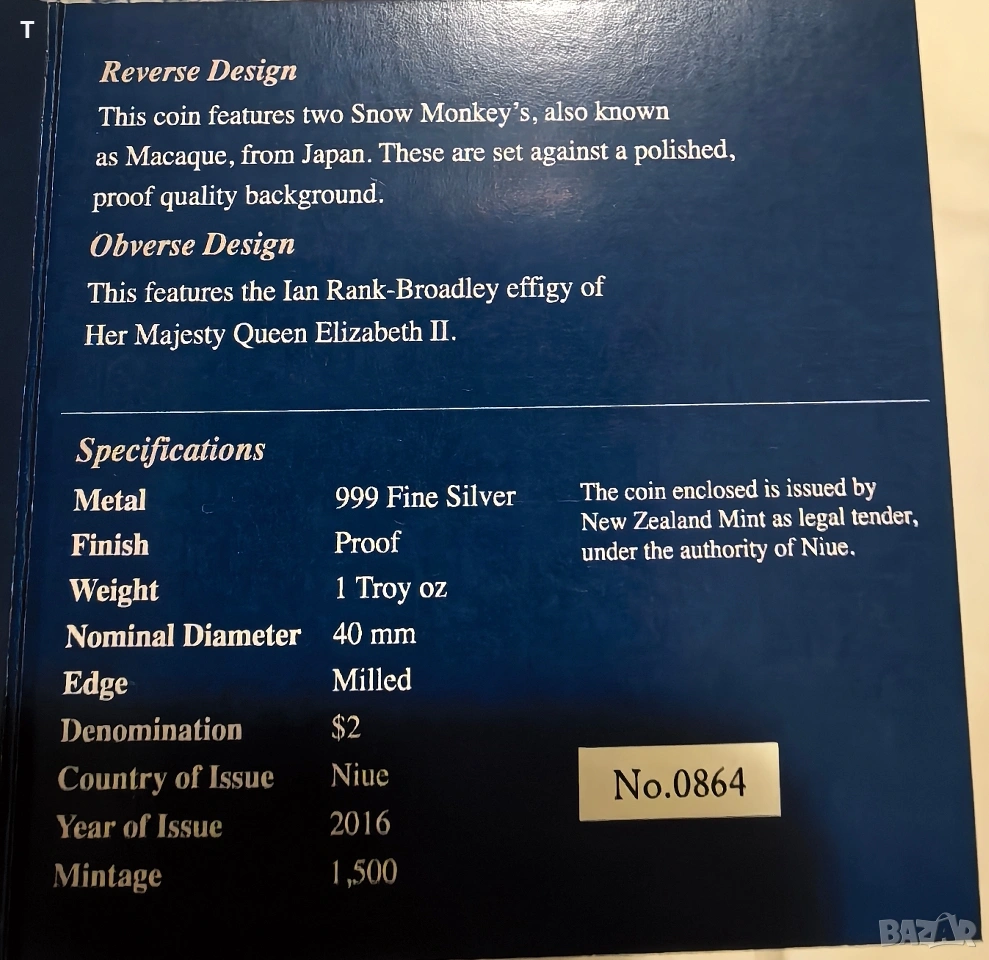 T
Reverse Design
This coin features two Snow Monkey's, also known
as Macaque, from Japan. These are set against a polished,
proof quality background.
Obverse Design
This features the Ian Rank-Broadley effigy of
Her Majesty Queen Elizabeth II.
Specifications
Metal 999 Fine Silver
Finish Proof
Weight 1 Troy oz
Nominal Diameter 40 mm
Edge Milled
Denomination $2
Country of Issue Niue
Year of Issue 2016
Mintage 1,500
The coin enclosed is issued by
New Zealand Mint as legal tender,
under the authority of Niue.
No.0864
BAZAR